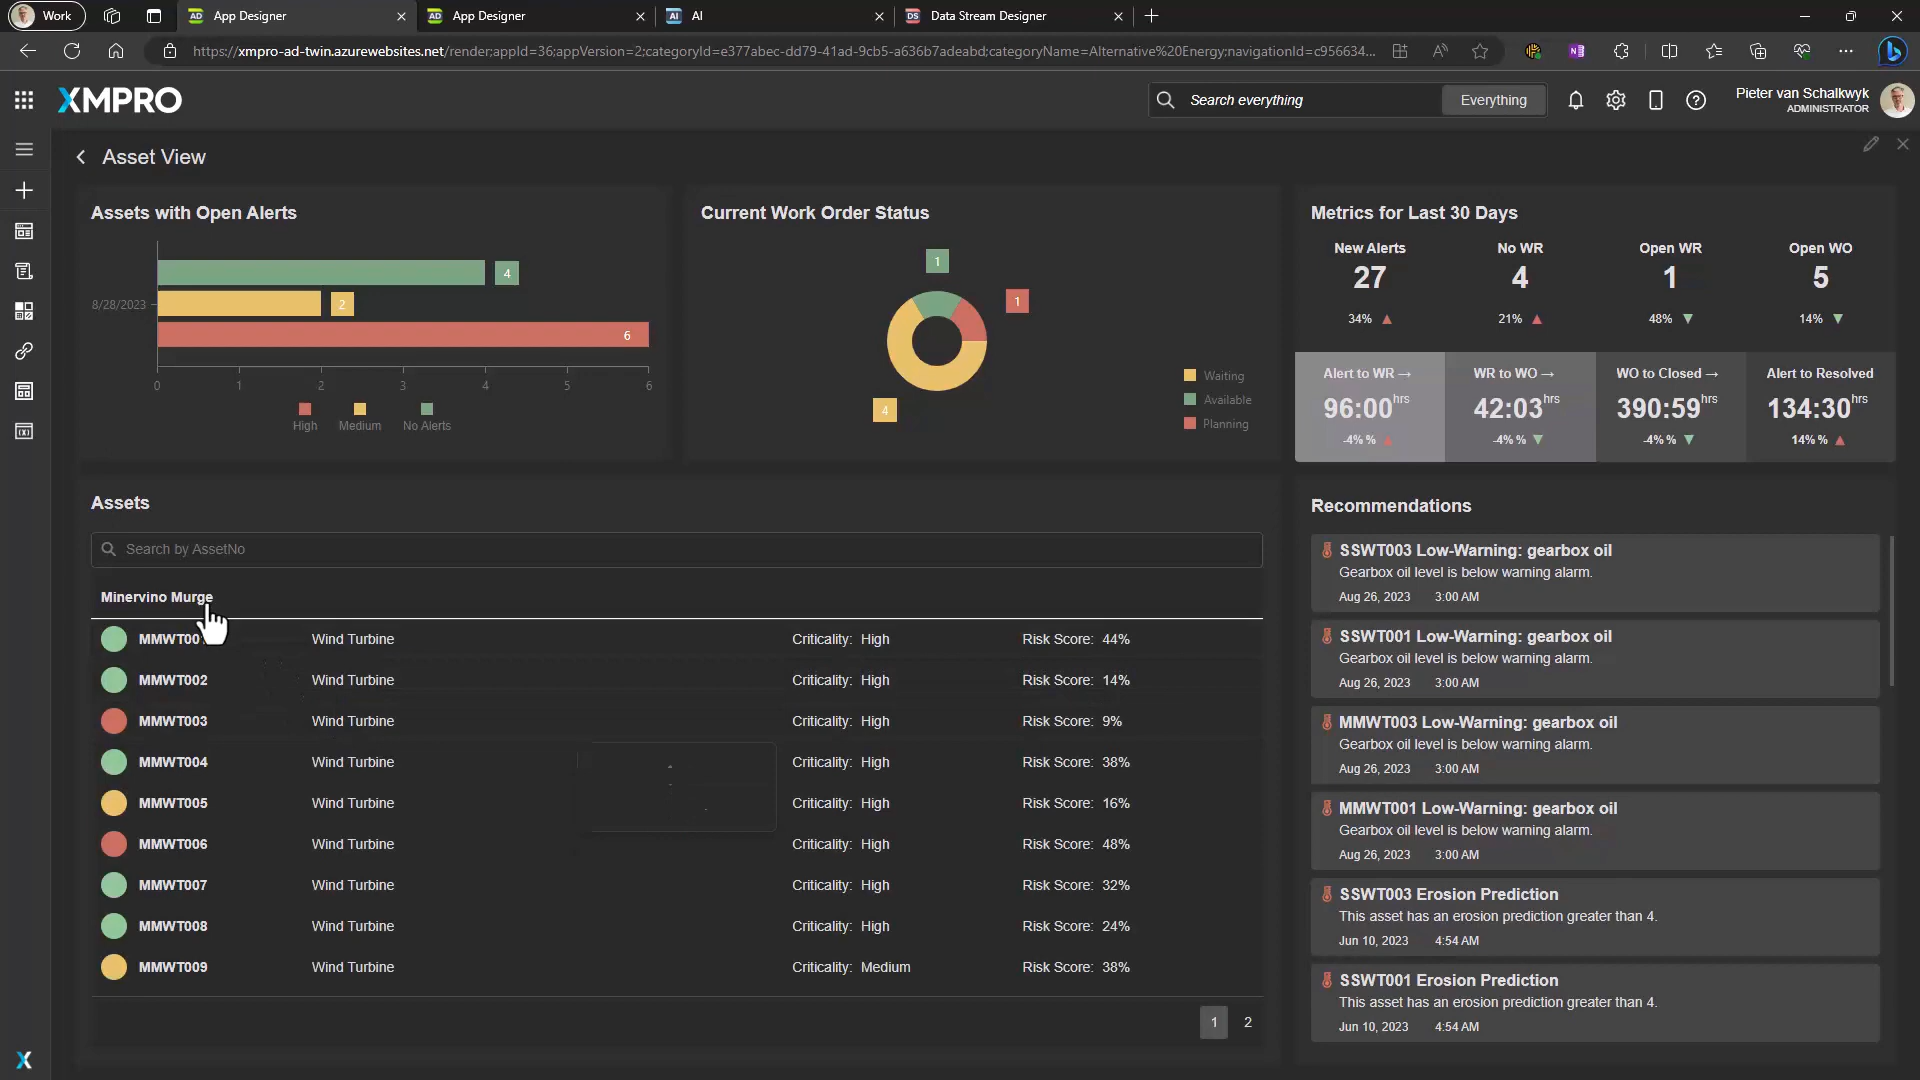 Work
App Designer
App Designer
AI
Data Stream Designer
https://xmpro-ad-twin.azurewebsites.net/render;appId=36;appVersion=2;categoryId=e377abec-dd79-41ad-9cb5-a636b7adeabd;categoryName=Alternative%20Energy;navigationId=c956634...
XMPRO
Search everything
Everything
Pieter van Schalkwyk
ADMINISTRATOR
Asset View
Assets with Open Alerts
8/28/2023
4
2
6
0 1 2 3 4 5 6
High Medium No Alerts
Current Work Order Status
1
1
4
Waiting
Available
Planning
Metrics for Last 30 Days
New Alerts No WR Open WR Open WO
27 4 1 5
34% ▲ 21% ▲ 48% ▼ 14% ▼
Alert to WR → WR to WO → WO to Closed → Alert to Resolved
96:00 hrs 42:03 hrs 390:59 hrs 134:30 hrs
-4% % ▲ -4% % ▼ -4% % ▼ 14% % ▲
Assets
Search by AssetNo
Minervino Murge
MMWT00 Wind Turbine Criticality: High Risk Score: 44%
MMWT002 Wind Turbine Criticality: High Risk Score: 14%
MMWT003 Wind Turbine Criticality: High Risk Score: 9%
MMWT004 Wind Turbine Criticality: High Risk Score: 38%
MMWT005 Wind Turbine Criticality: High Risk Score: 16%
MMWT006 Wind Turbine Criticality: High Risk Score: 48%
MMWT007 Wind Turbine Criticality: High Risk Score: 32%
MMWT008 Wind Turbine Criticality: High Risk Score: 24%
MMWT009 Wind Turbine Criticality: Medium Risk Score: 38%
1 2
Recommendations
SSWT003 Low-Warning: gearbox oil
Gearbox oil level is below warning alarm.
Aug 26, 2023 3:00 AM
SSWT001 Low-Warning: gearbox oil
Gearbox oil level is below warning alarm.
Aug 26, 2023 3:00 AM
MMWT003 Low-Warning: gearbox oil
Gearbox oil level is below warning alarm.
Aug 26, 2023 3:00 AM
MMWT001 Low-Warning: gearbox oil
Gearbox oil level is below warning alarm.
Aug 26, 2023 3:00 AM
SSWT003 Erosion Prediction
This asset has an erosion prediction greater than 4.
Jun 10, 2023 4:54 AM
SSWT001 Erosion Prediction
This asset has an erosion prediction greater than 4.
Jun 10, 2023 4:54 AM